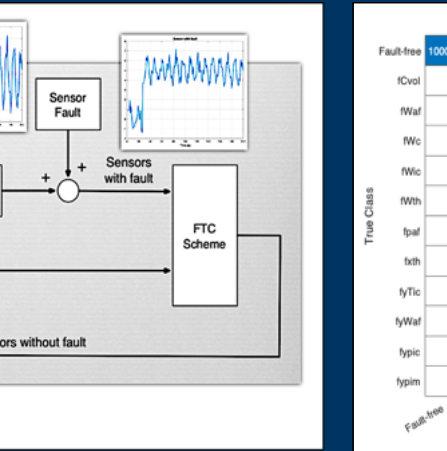 Sensor
Fault
+
+
Sensors
with fault
FTC
Scheme
ors without fault
Fault-free
1000
fCvol
fWaf
fWc
fWic
fWth
fpaf
fxth
fyTic
fyWaf
fypic
fypim
True Class
Fault-free